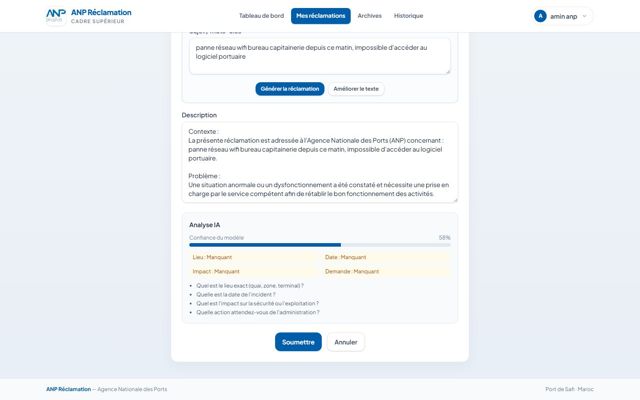 ANP Réclamation
CADRE SUPÉRIEUR
Tableau de bord
Mes réclamations
Archives
Historique
A
amin anp
panne réseau wifi bureau capitainerie depuis ce matin, impossible d'accéder au
logiciel portuaire
Générer la réclamation
Améliorer le texte
Description
Contexte :
La présente réclamation est adressée à l'Agence Nationale des Ports (ANP) concernant :
panne réseau wifi bureau capitainerie depuis ce matin, impossible d'accéder au logiciel
portuaire.
Problème :
Une situation anormale ou un dysfonctionnement a été constaté et nécessite une prise en
charge par le service compétent afin de rétablir le bon fonctionnement des activités.
Analyse IA
Confiance du modèle
58%
Lieu : Manquant
Date : Manquant
Impact : Manquant
Demande : Manquant
• Quel est le lieu exact (quai, zone, terminal) ?
• Quelle est la date de l'incident ?
• Quel est l'impact sur la sécurité ou l'exploitation ?
• Quelle action attendez-vous de l'administration ?
Soumettre
Annuler
ANP Réclamation — Agence Nationale des Ports
Port de Safi · Maroc